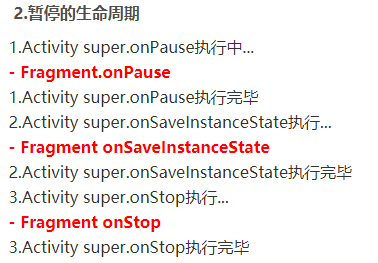 2.暂停的生命周期
1.Activity super.onPause执行中...
- Fragment.onPause
1.Activity super.onPause执行完毕
2.Activity super.onSaveInstanceState执行...
- Fragment onSaveInstanceState
2.Activity super.onSaveInstanceState执行完毕
3.Activity super.onStop执行...
- Fragment onStop
3.Activity super.onStop执行完毕